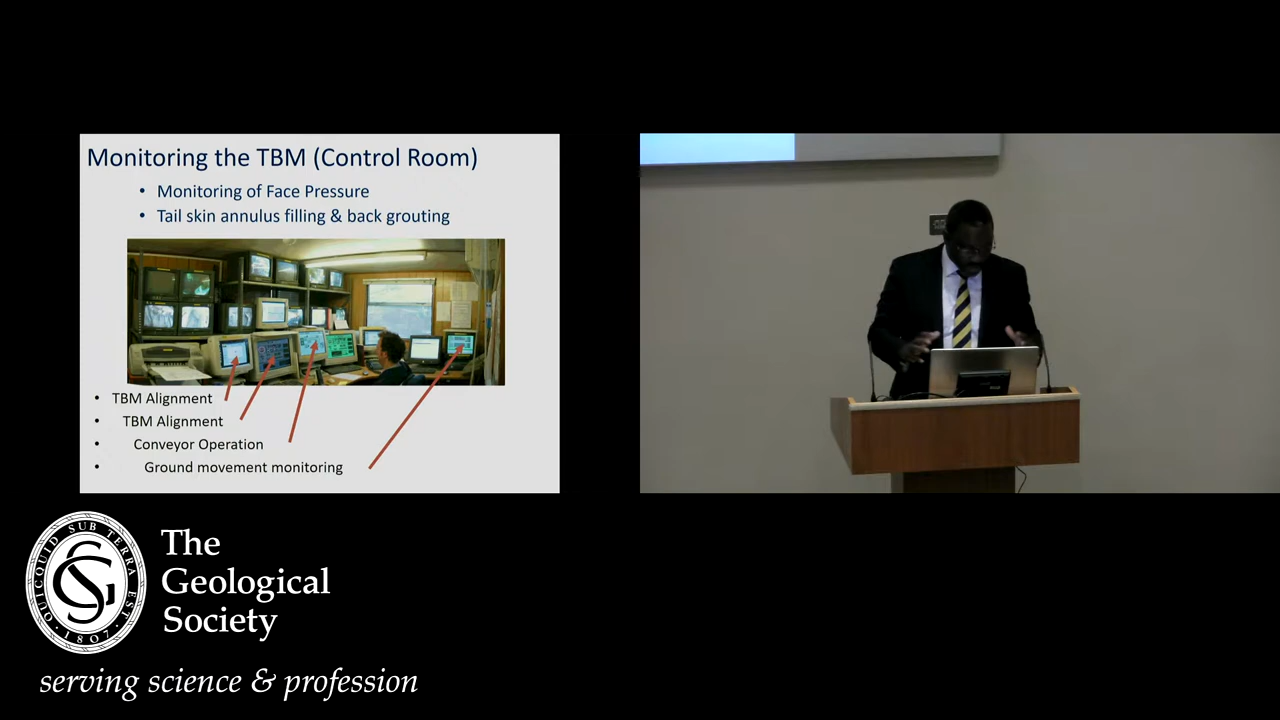 Monitoring the TBM (Control Room)
• Monitoring of Face Pressure
• Tail skin annulus filling & back grouting
• TBM Alignment
• TBM Alignment
• Conveyor Operation
• Ground movement monitoring
QUICQUID SUB TERRA EST
· 1807 ·
The
Geological
Society
serving science & profession